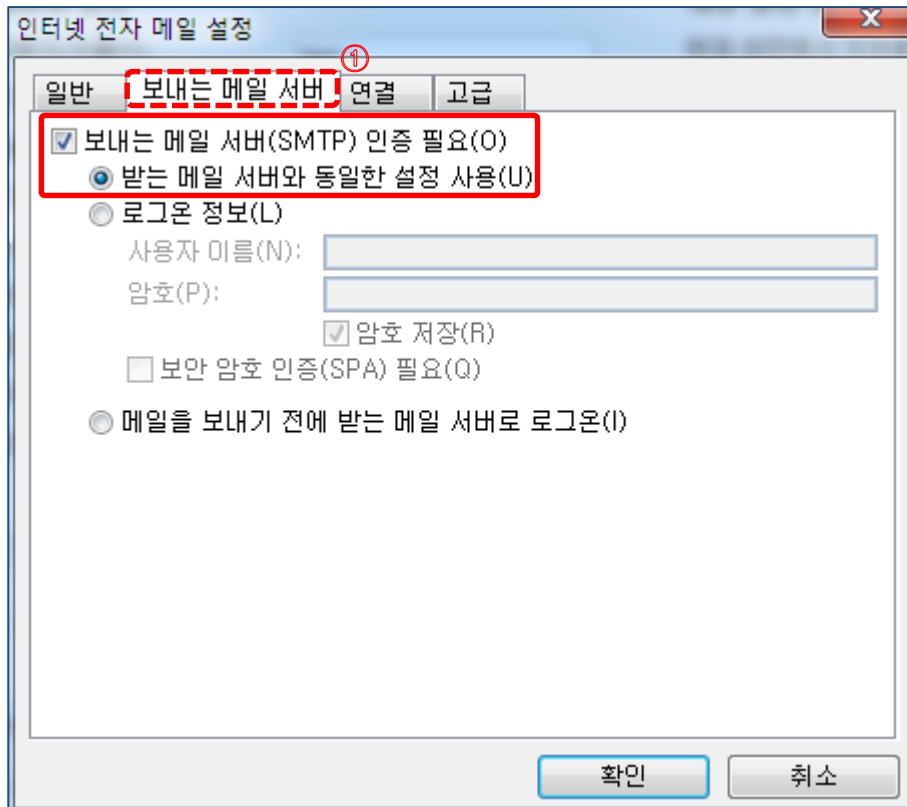 인터넷 전자 메일 설정
①
일반 보내는 메일 서버 연결 고급
보내는 메일 서버(SMTP) 인증 필요(O)
받는 메일 서버와 동일한 설정 사용(U)
로그온 정보(L)
사용자 이름(N):
암호(P):
암호 저장(R)
보안 암호 인증(SPA) 필요(Q)
메일을 보내기 전에 받는 메일 서버로 로그온(I)
확인 취소